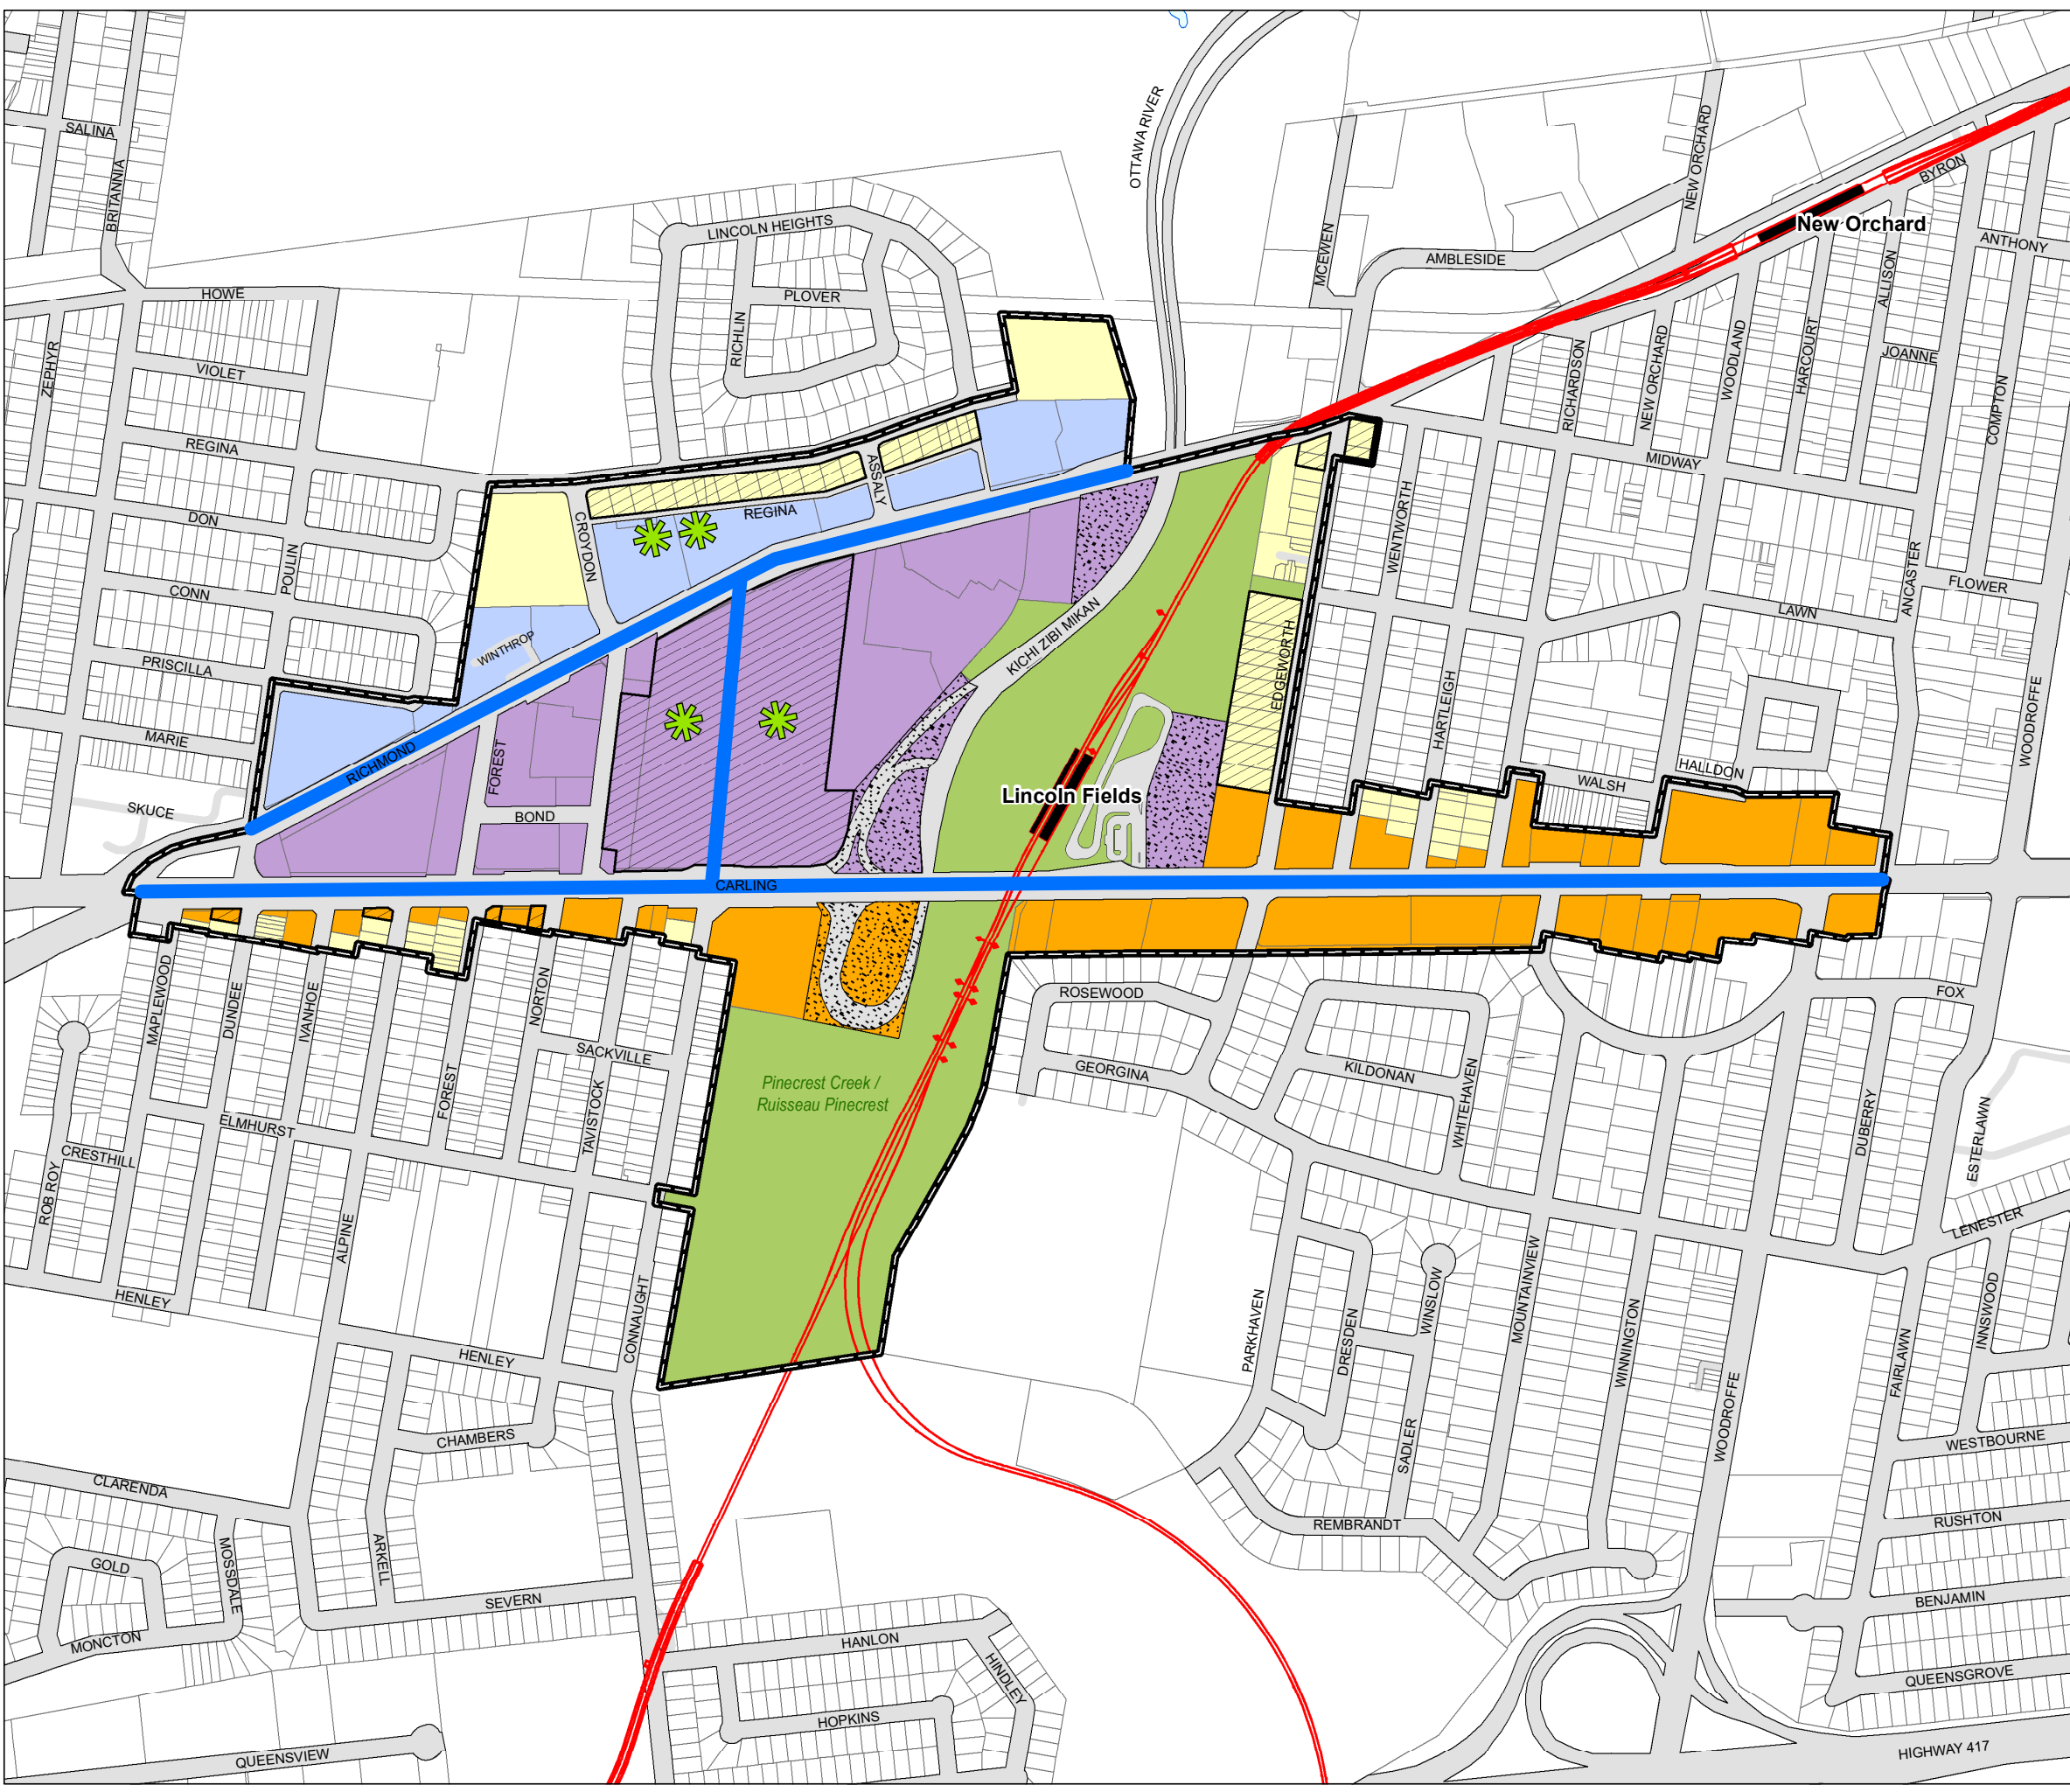 SALINA
BRITANNIA
OTTAWA RIVER
NEW ORCHARD
BYRON
New Orchard
ANTHONY
LINCOLN HEIGHTS
MCEWEN
AMBLESIDE
ALLISON
HOWE
PLOVER
RICHLIN
ZEPHYR
VIOLET
RICHARDSON
NEW ORCHARD
WOODLAND
HARCOURT
JOANNE
COMPTON
REGINA
ASSALY
MIDWAY
REGINA
DON
CROYDON
WENTWORTH
POULIN
CONN
ANCASTER
FLOWER
LAWN
WINTHROP
KICHI ZIBI MIKAN
EDGEWORTH
PRISCILLA
HARTLEIGH
WOODROFFE
MARIE
RICHMOND
FOREST
SKUCE
BOND
Lincoln Fields
WALSH
HALLDON
CARLING
MAPLEWOOD
DUNDEE
IVANHOE
NORTON
ROSEWOOD
FOX
SACKVILLE
GEORGINA
KILDONAN
Pinecrest Creek /
Ruisseau Pinecrest
FOREST
TAVISTOCK
WHITEHAVEN
DUBERRY
ESTERLAWN
ELMHURST
CRESTHILL
ROB ROY
ALPINE
LENESTER
HENLEY
CONNAUGHT
PARKHAVEN
DRESDEN
WINSLOW
MOUNTAINVIEW
WINNINGTON
INNSWOOD
FAIRLAWN
HENLEY
WOODROFFE
CHAMBERS
SADLER
WESTBOURNE
CLARENDA
REMBRANDT
RUSHTON
GOLD
MOSSDALE
ARKELL
SEVERN
BENJAMIN
MONCTON
HANLON
HINDLEY
QUEENSGROVE
HOPKINS
QUEENSVIEW
HIGHWAY 417